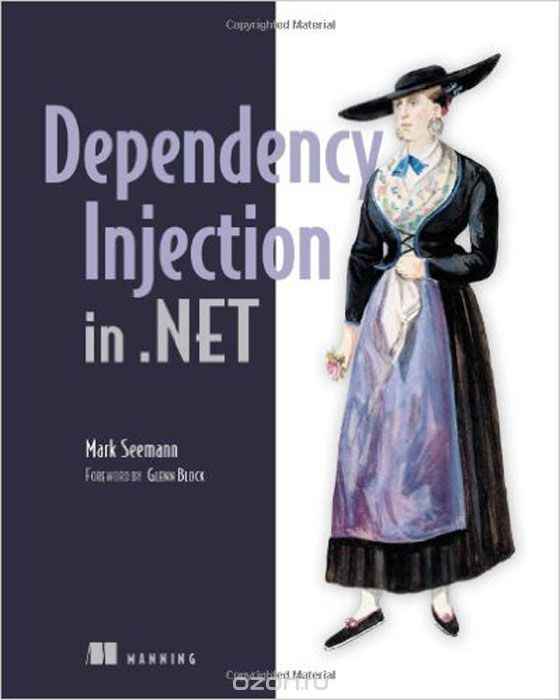 Copyrighted Material
Dependency
Injection
in .NET
Mark Seemann
FOREWORD BY GLENN BLOCK
MANNING
Copyrighted Material
ozon.ru